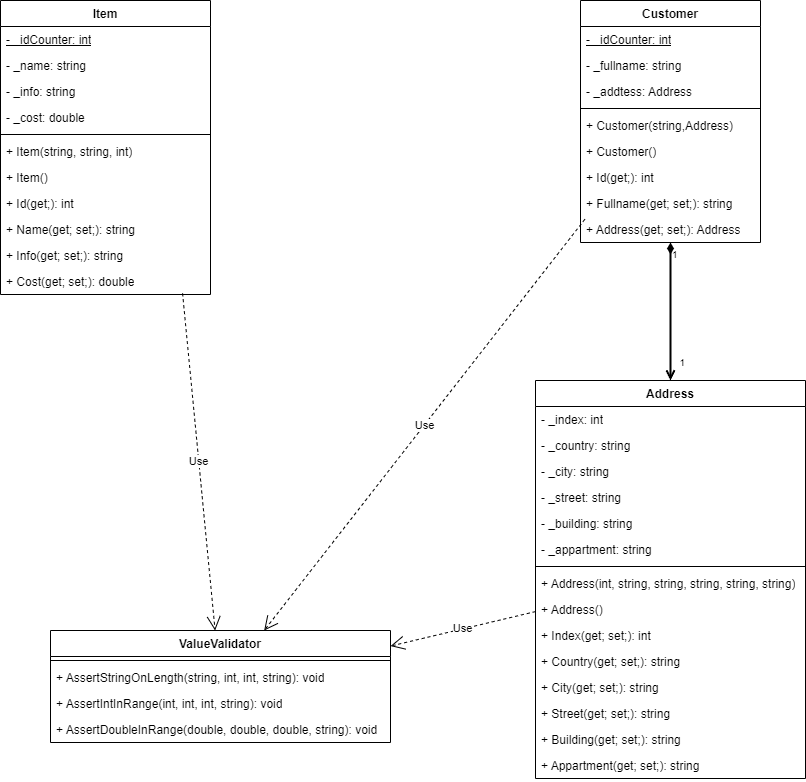 Item
- _idCounter: int
- _name: string
- _info: string
- _cost: double
+ Item(string, string, int)
+ Item()
+ Id(get;): int
+ Name(get; set;): string
+ Info(get; set;): string
+ Cost(get; set;): double
Customer
- _idCounter: int
- _fullname: string
- _addtess: Address
+ Customer(string,Address)
+ Customer()
+ Id(get;): int
+ Fullname(get; set;): string
+ Address(get; set;): Address
1
1
Use
Use
Use
Address
- _index: int
- _country: string
- _city: string
- _street: string
- _building: string
- _appartment: string
+ Address(int, string, string, string, string, string)
+ Address()
+ Index(get; set;): int
+ Country(get; set;): string
+ City(get; set;): string
+ Street(get; set;): string
+ Building(get; set;): string
+ Appartment(get; set;): string
ValueValidator
+ AssertStringOnLength(string, int, int, string): void
+ AssertIntInRange(int, int, int, string): void
+ AssertDoubleInRange(double, double, double, string): void